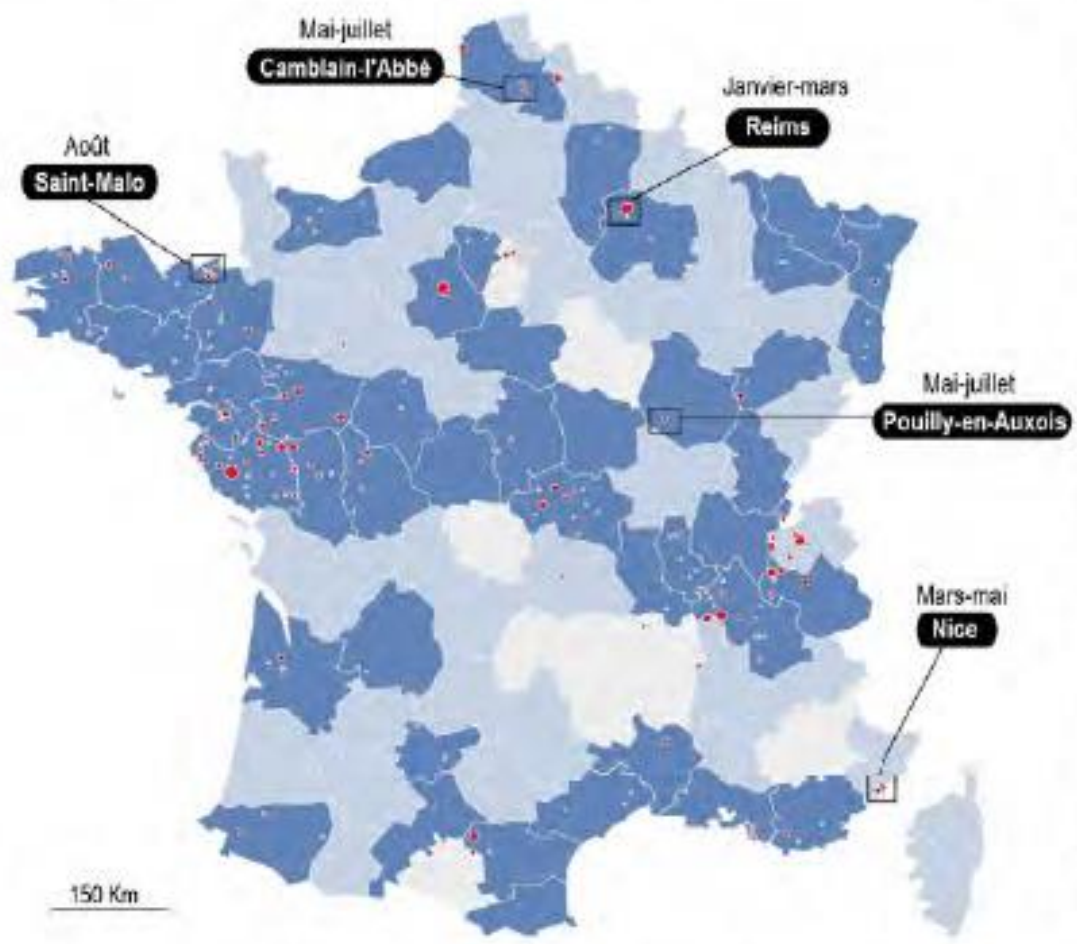 Mai-juillet
Camblain-l'Abbé
Janvier-mars
Reims
Août
Saint-Malo
Mai-juillet
Pouilly-en-Auxois
Mars-mai
Nice
150 Km